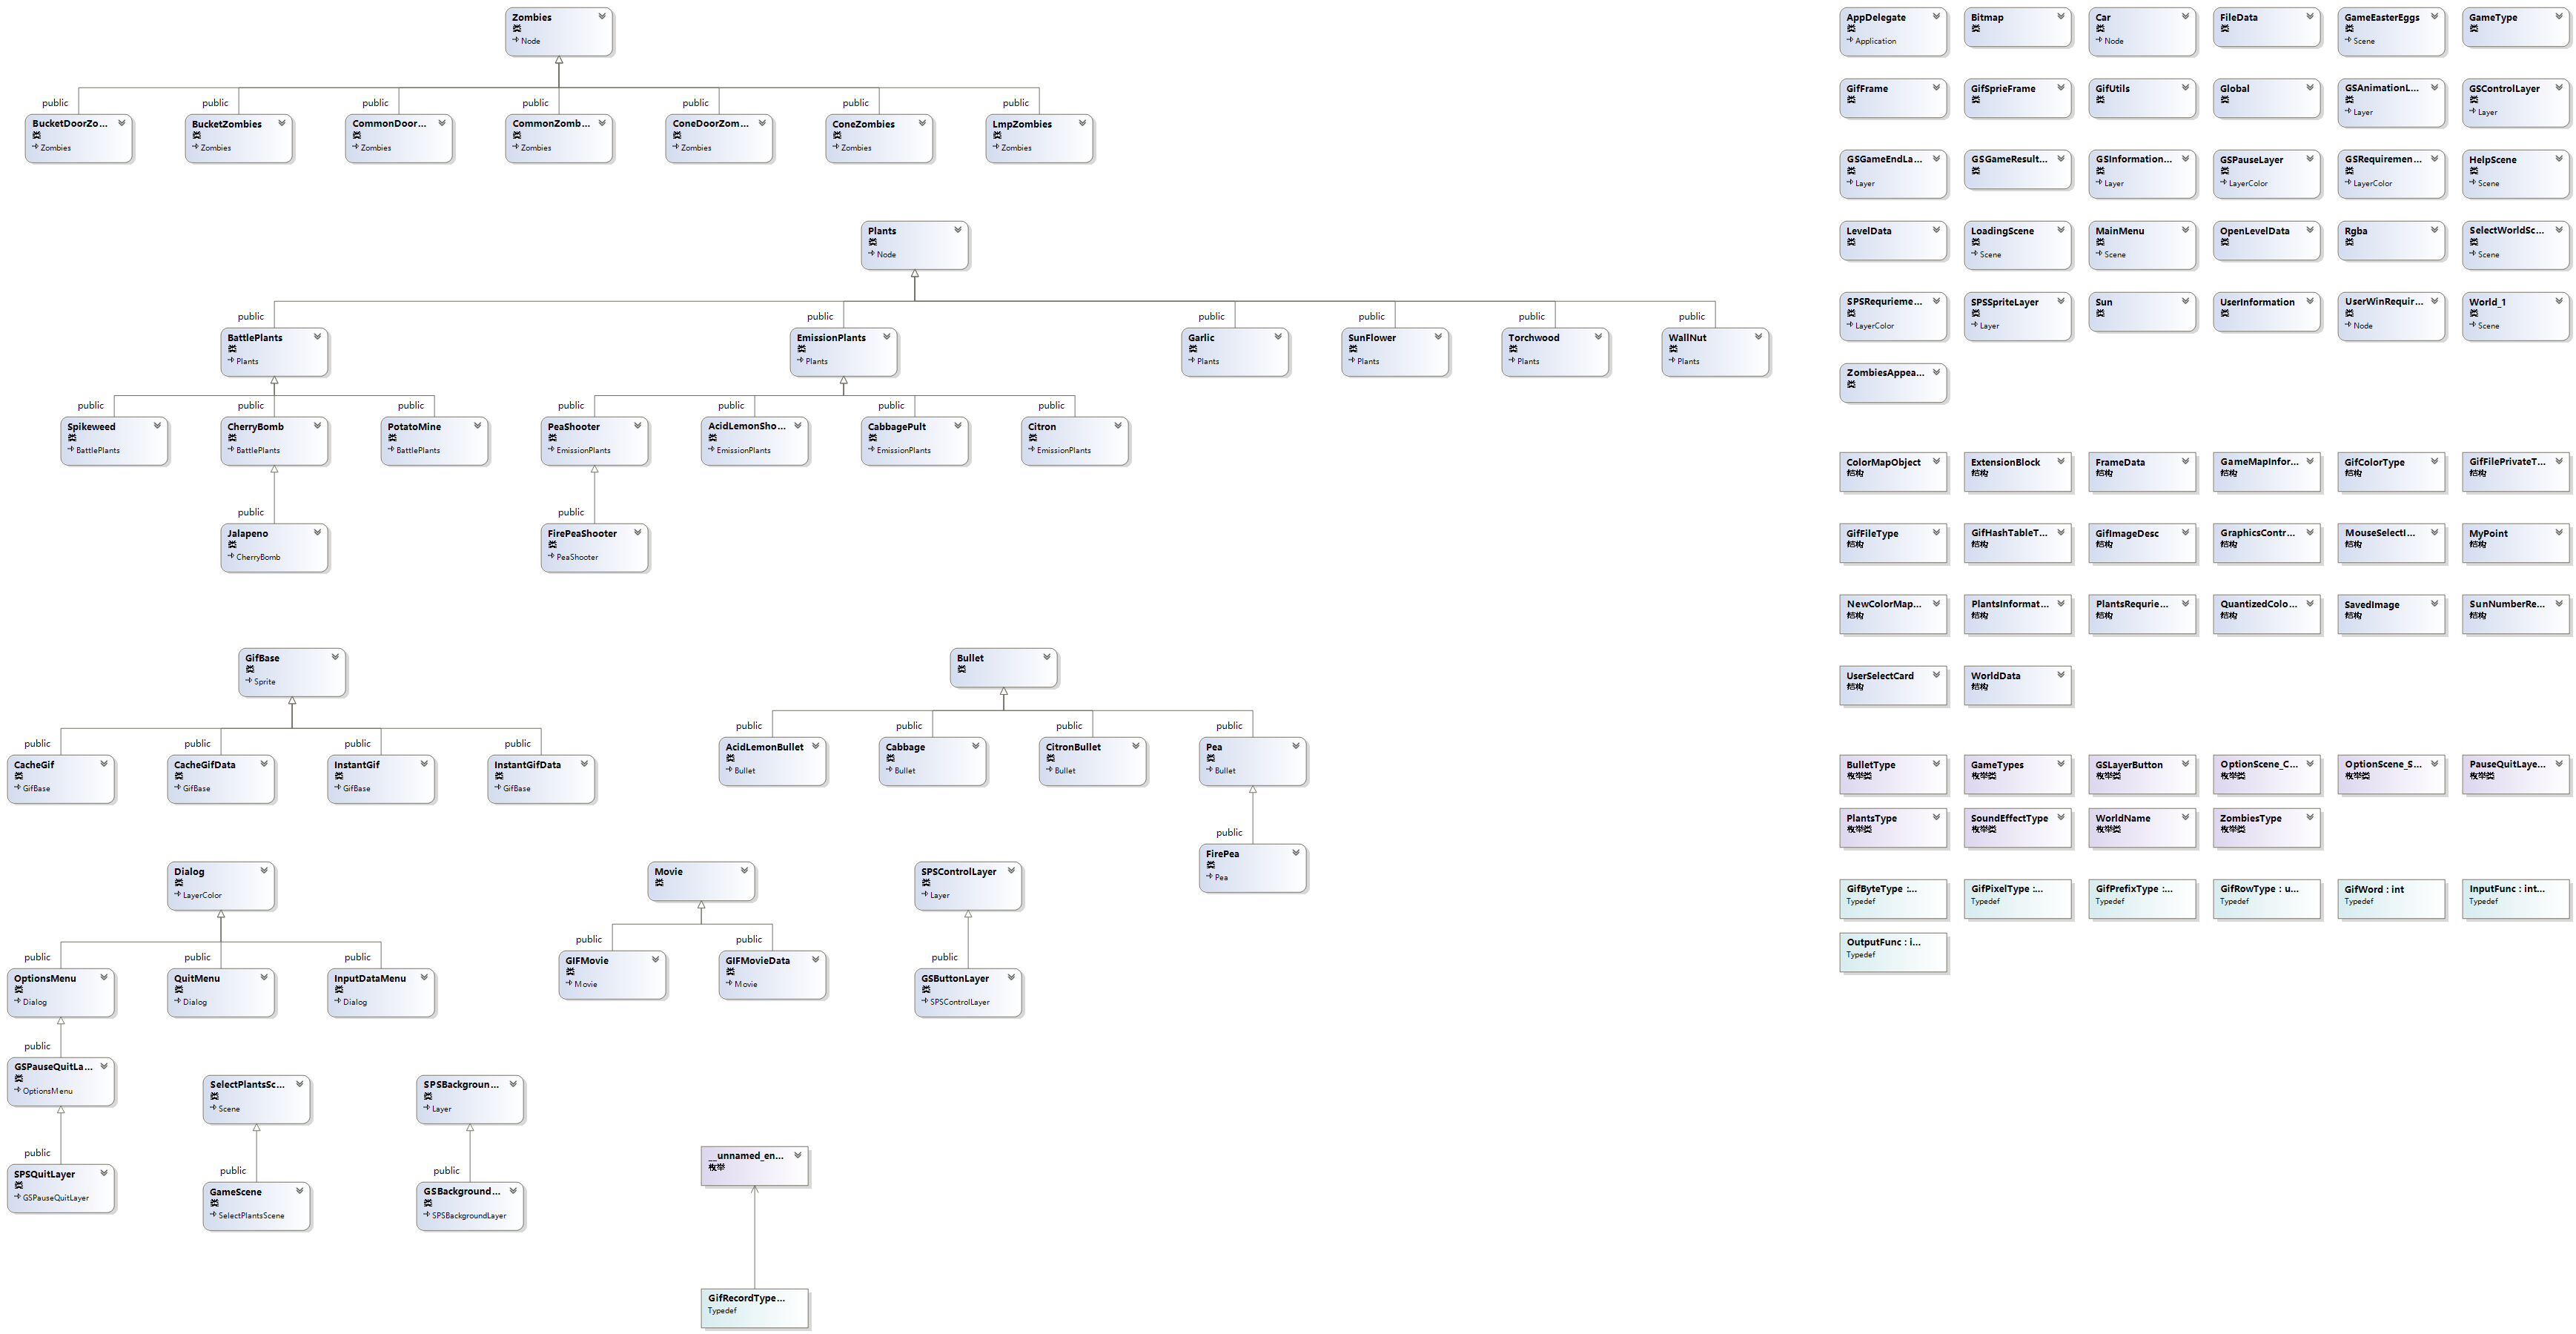 Zombies
类
Node
public
public
public
public
public
public
public
BucketDoorZo...
类
Zombies
BucketZombies
类
Zombies
CommonDoor...
类
Zombies
CommonZomb...
类
Zombies
ConeDoorZom...
类
Zombies
ConeZombies
类
Zombies
LmpZombies
类
Zombies
Plants
类
Node
public
public
public
public
public
public
BattlePlants
类
Plants
EmissionPlants
类
Plants
Garlic
类
Plants
SunFlower
类
Plants
Torchwood
类
Plants
WallNut
类
Plants
public
public
public
public
public
public
public
Spikeweed
类
BattlePlants
CherryBomb
类
BattlePlants
PotatoMine
类
BattlePlants
PeaShooter
类
EmissionPlants
AcidLemonSho...
类
EmissionPlants
CabbagePult
类
EmissionPlants
Citron
类
EmissionPlants
public
public
Jalapeno
类
CherryBomb
FirePeaShooter
类
PeaShooter
GifBase
类
Sprite
public
public
public
public
CacheGif
类
GifBase
CacheGifData
类
GifBase
InstantGif
类
GifBase
InstantGifData
类
GifBase
Bullet
类
public
public
public
public
AcidLemonBullet
类
Bullet
Cabbage
类
Bullet
CitronBullet
类
Bullet
Pea
类
Bullet
public
FirePea
类
Pea
Dialog
类
LayerColor
public
public
public
OptionsMenu
类
Dialog
QuitMenu
类
Dialog
InputDataMenu
类
Dialog
public
GSPauseQuitLa...
类
OptionsMenu
public
SPSQuitLayer
类
GSPauseQuitLayer
Movie
类
public
public
GIFMovie
类
Movie
GIFMovieData
类
Movie
SPSControlLayer
类
Layer
public
GSButtonLayer
类
SPSControlLayer
SelectPlantsSc...
类
Scene
public
GameScene
类
SelectPlantsScene
SPSBackgroun...
类
Layer
public
GSBackground...
类
SPSBackgroundLayer
__unnamed_en...
枚举
GifRecordType...
Typedef
AppDelegate
类
Application
Bitmap
类
Car
类
Node
FileData
类
GameEasterEggs
类
Scene
GameType
类
GifFrame
类
GifSprieFrame
类
GifUtils
类
Global
类
GSAnimationL...
类
Layer
GSControlLayer
类
Layer
GSGameEndLa...
类
Layer
GSGameResult...
类
GSInformation...
类
Layer
GSPauseLayer
类
LayerColor
GSRequiremen...
类
LayerColor
HelpScene
类
Scene
LevelData
类
LoadingScene
类
Scene
MainMenu
类
Scene
OpenLevelData
类
Rgba
类
SelectWorldSc...
类
Scene
SPSRequrieme...
类
LayerColor
SPSSpriteLayer
类
Layer
Sun
类
UserInformation
类
UserWinRequir...
类
Node
World_1
类
Scene
ZombiesAppea...
类
ColorMapObject
结构
ExtensionBlock
结构
FrameData
结构
GameMapInfor...
结构
GifColorType
结构
GifFilePrivateT...
结构
GifFileType
结构
GifHashTableT...
结构
GifImageDesc
结构
GraphicsContr...
结构
MouseSelectI...
结构
MyPoint
结构
NewColorMap...
结构
PlantsInformat...
结构
PlantsRequrie...
结构
QuantizedColo...
结构
SavedImage
结构
SunNumberRe...
结构
UserSelectCard
结构
WorldData
结构
BulletType
枚举类
GameTypes
枚举类
GSLayerButton
枚举类
OptionScene_C...
枚举类
OptionScene_S...
枚举类
PauseQuitLaye...
枚举类
PlantsType
枚举类
SoundEffectType
枚举类
WorldName
枚举类
ZombiesType
枚举类
GifByteType :...
Typedef
GifPixelType :...
Typedef
GifPrefixType :...
Typedef
GifRowType : u...
Typedef
GifWord : int
Typedef
InputFunc : int...
Typedef
OutputFunc : i...
Typedef